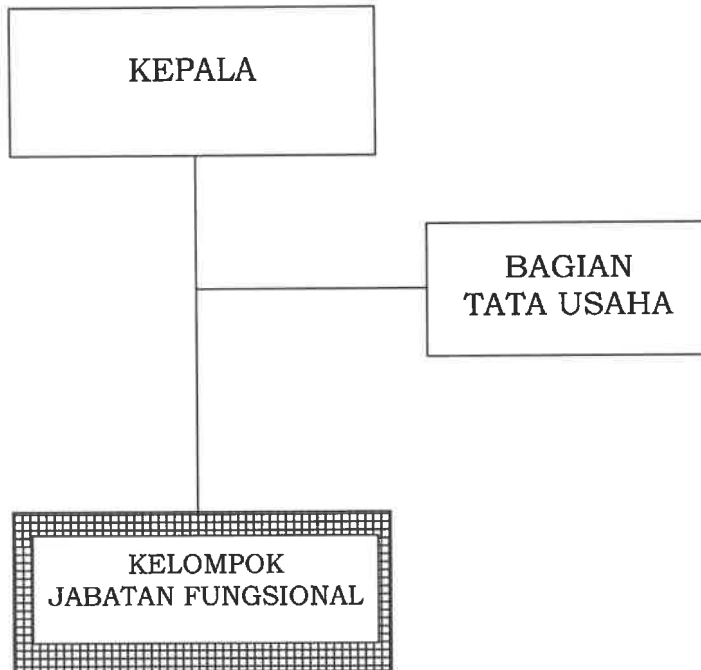 KEPALA
BAGIAN
TATA USAHA
KELOMPOK
JABATAN FUNGSIONAL